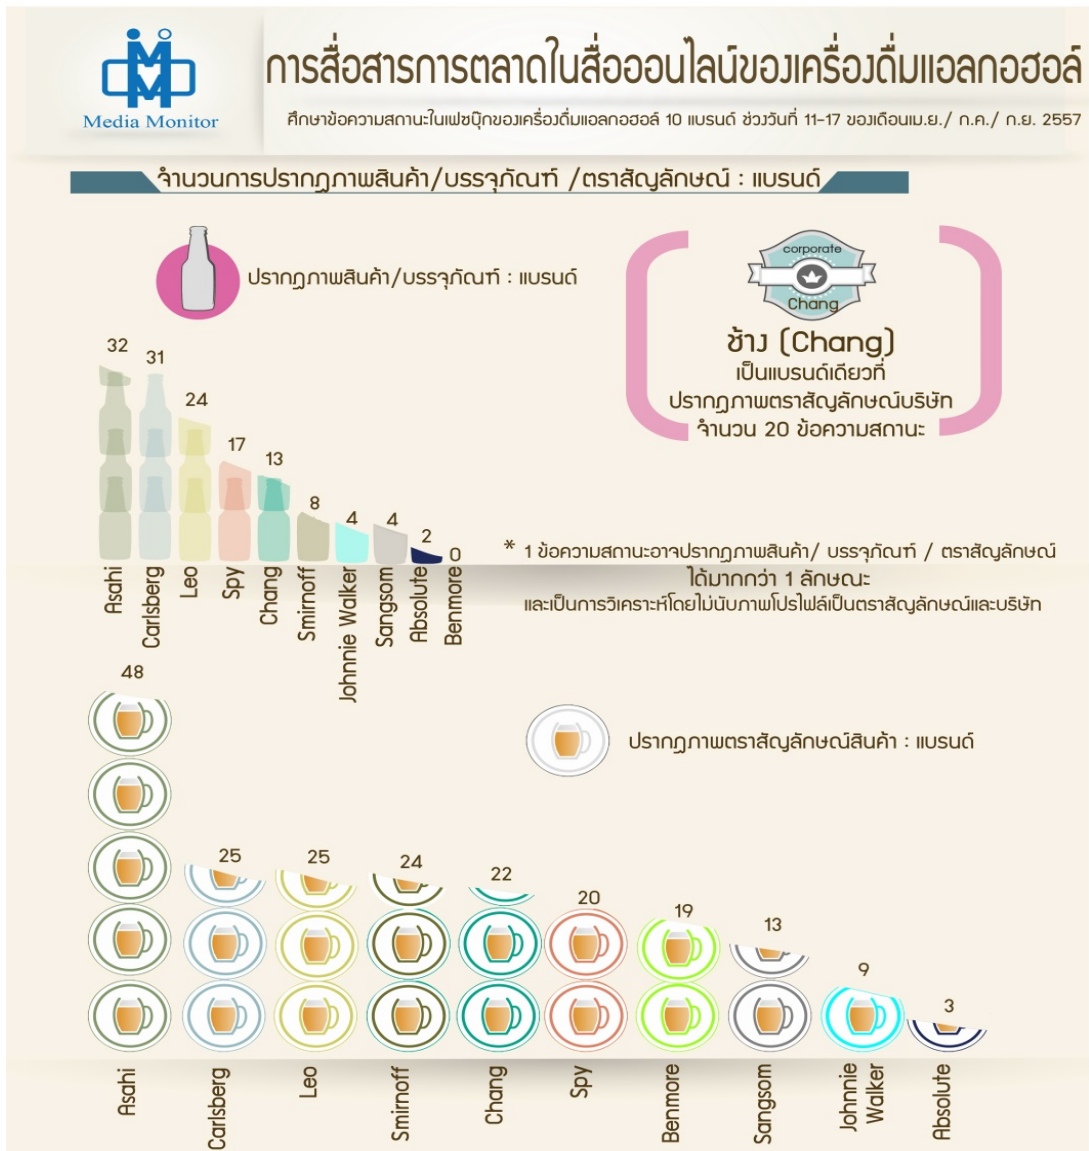 การสื่อสารการตลาดในสื่อออนไลน์ของเครื่องดื่มแอลกอฮอล์
Media Monitor
ศึกษาข้อความสถานะในเฟซบุ๊กของเครื่องดื่มแอลกอฮอล์ 10 แบรนด์ ช่วงวันที่ 11-17 ของเดือนเม.ย./ ก.ค./ ก.ย. 2557
จำนวนการปรากฏภาพสินค้า/บรรจุภัณฑ์ /ตราสัญลักษณ์ : แบรนด์
ปรากฏภาพสินค้า/บรรจุภัณฑ์ : แบรนด์
corporate
Chang
ช้าง (Chang)
เป็นแบรนด์เดียวที่
ปรากฏภาพตราสัญลักษณ์บริษัท
จำนวน 20 ข้อความสถานะ
32
31
24
17
13
8
4
4
2
0
Asahi
Carlsberg
Leo
Spy
Chang
Smirnoff
Johnnie Walker
Sangsom
Absolute
Benmore
* 1 ข้อความสถานะอาจปรากฏภาพสินค้า/ บรรจุภัณฑ์ / ตราสัญลักษณ์
ได้มากกว่า 1 ลักษณะ
และเป็นการวิเคราะห์โดยไม่นับภาพโปรไฟล์เป็นตราสัญลักษณ์และบริษัท
ปรากฏภาพตราสัญลักษณ์สินค้า : แบรนด์
48
25
25
24
22
20
19
13
9
3
Asahi
Carlsberg
Leo
Smirnoff
Chang
Spy
Benmore
Sangsom
Johnnie
Walker
Absolute